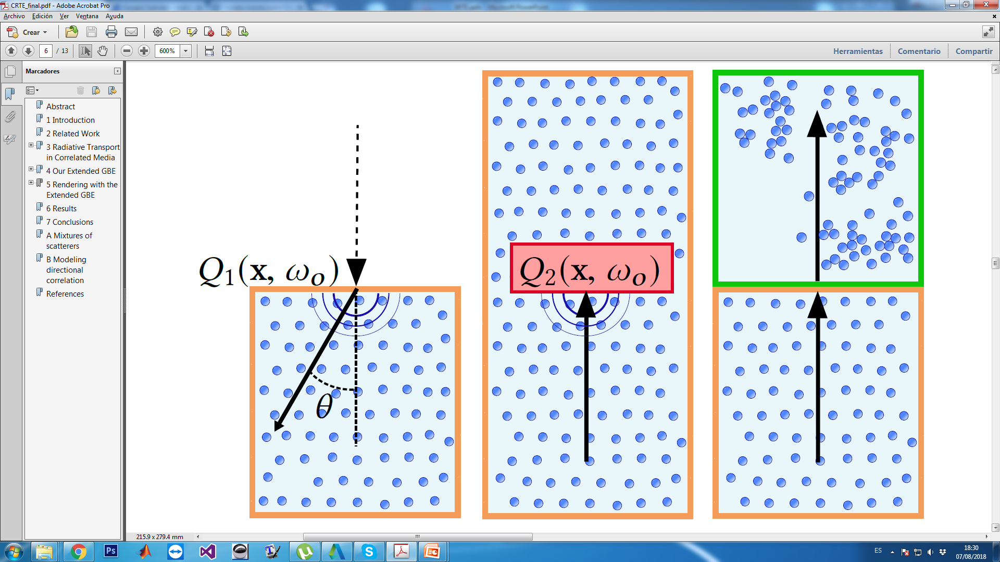 CRTE_final.pdf - Adobe Acrobat Pro
Archivo Edición Ver Ventana Ayuda
Crear
6 / 13 600% Herramientas Comentario Compartir
Marcadores
Abstract
1 Introduction
2 Related Work
3 Radiative Transport
in Correlated Media
4 Our Extended GBE
5 Rendering with the
Extended GBE
6 Results
7 Conclusions
A Mixtures of
scatterers
B Modeling
directional
correlation
References
Q₁(x, ωₒ)
θ
Q₂(x, ωₒ)
215.9 x 279.4 mm
Ps
ES 18:30
07/08/2018